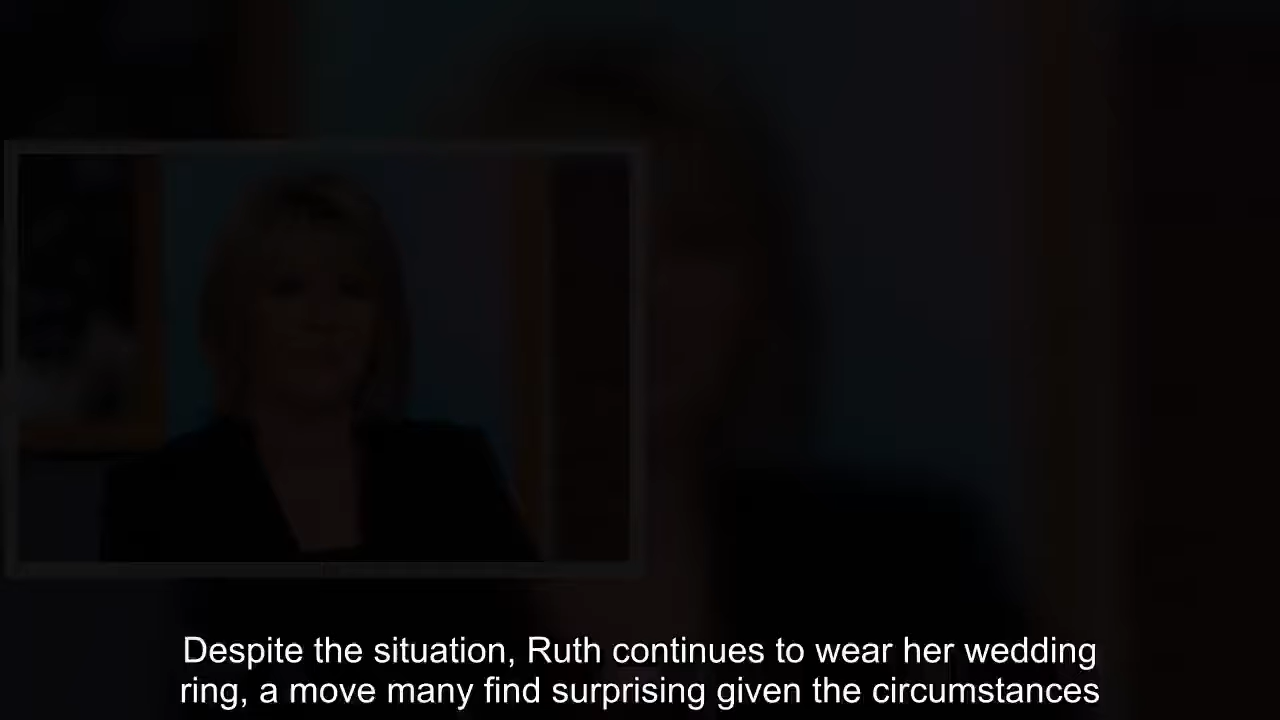 Despite the situation, Ruth continues to wear her wedding
ring, a move many find surprising given the circumstances